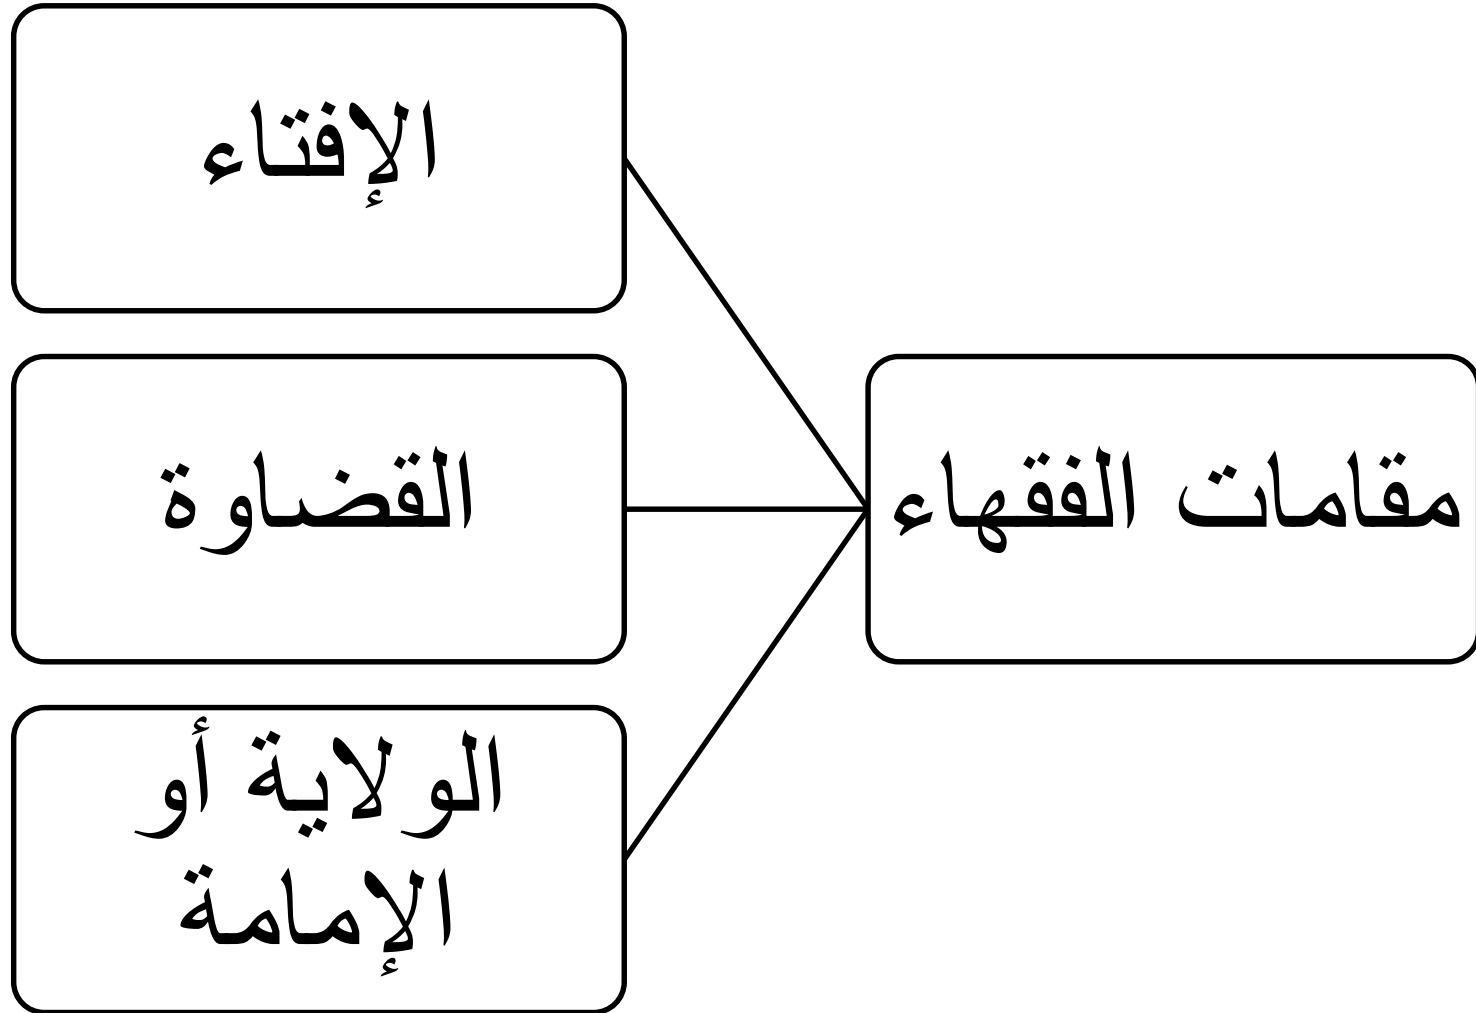 مقامات الفقهاء
الإفتاء
القضاوة
الولاية أو
الإمامة